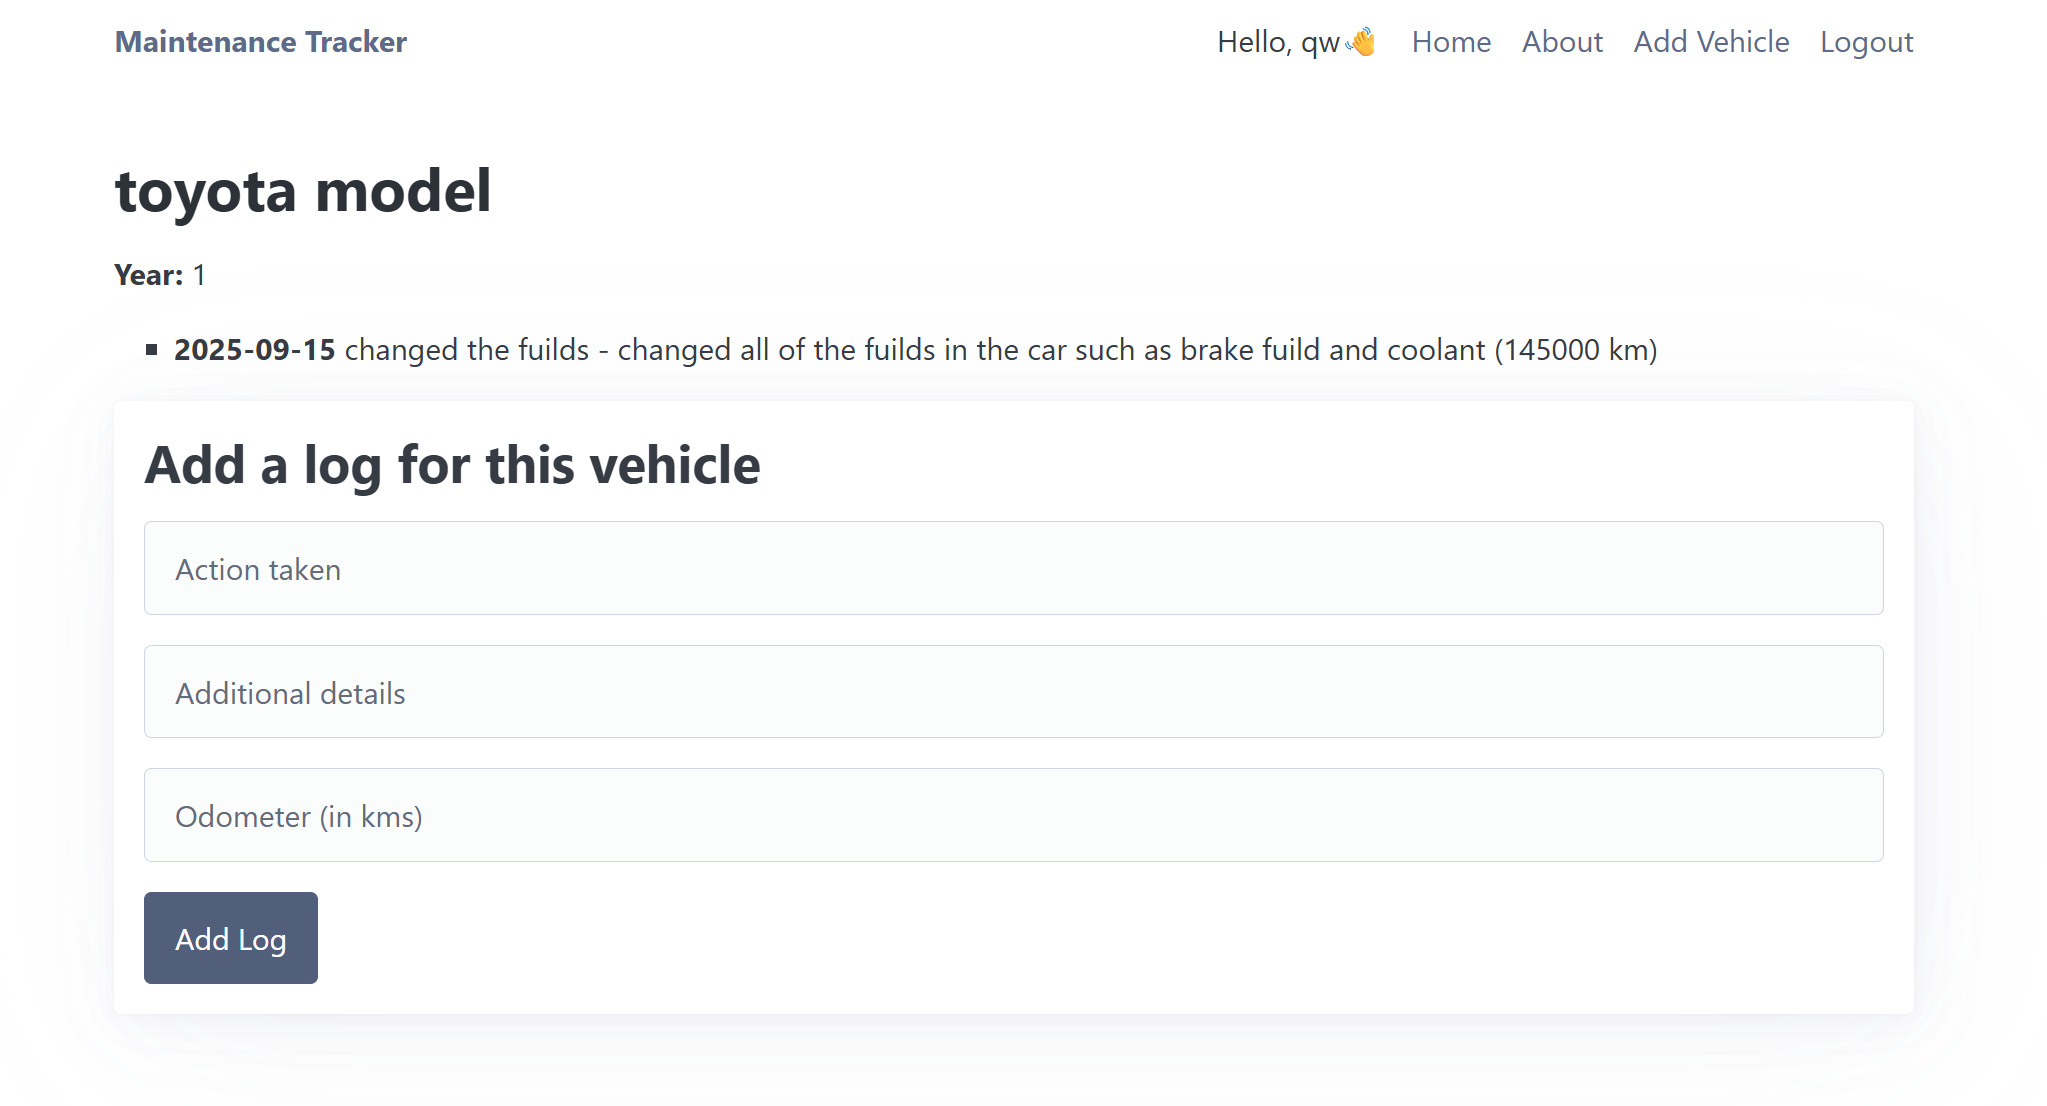 Maintenance Tracker
Hello, qw👋 Home About Add Vehicle Logout
toyota model
Year: 1
2025-09-15 changed the fuilds - changed all of the fuilds in the car such as brake fuild and coolant (145000 km)
Add a log for this vehicle
Action taken
Additional details
Odometer (in kms)
Add Log